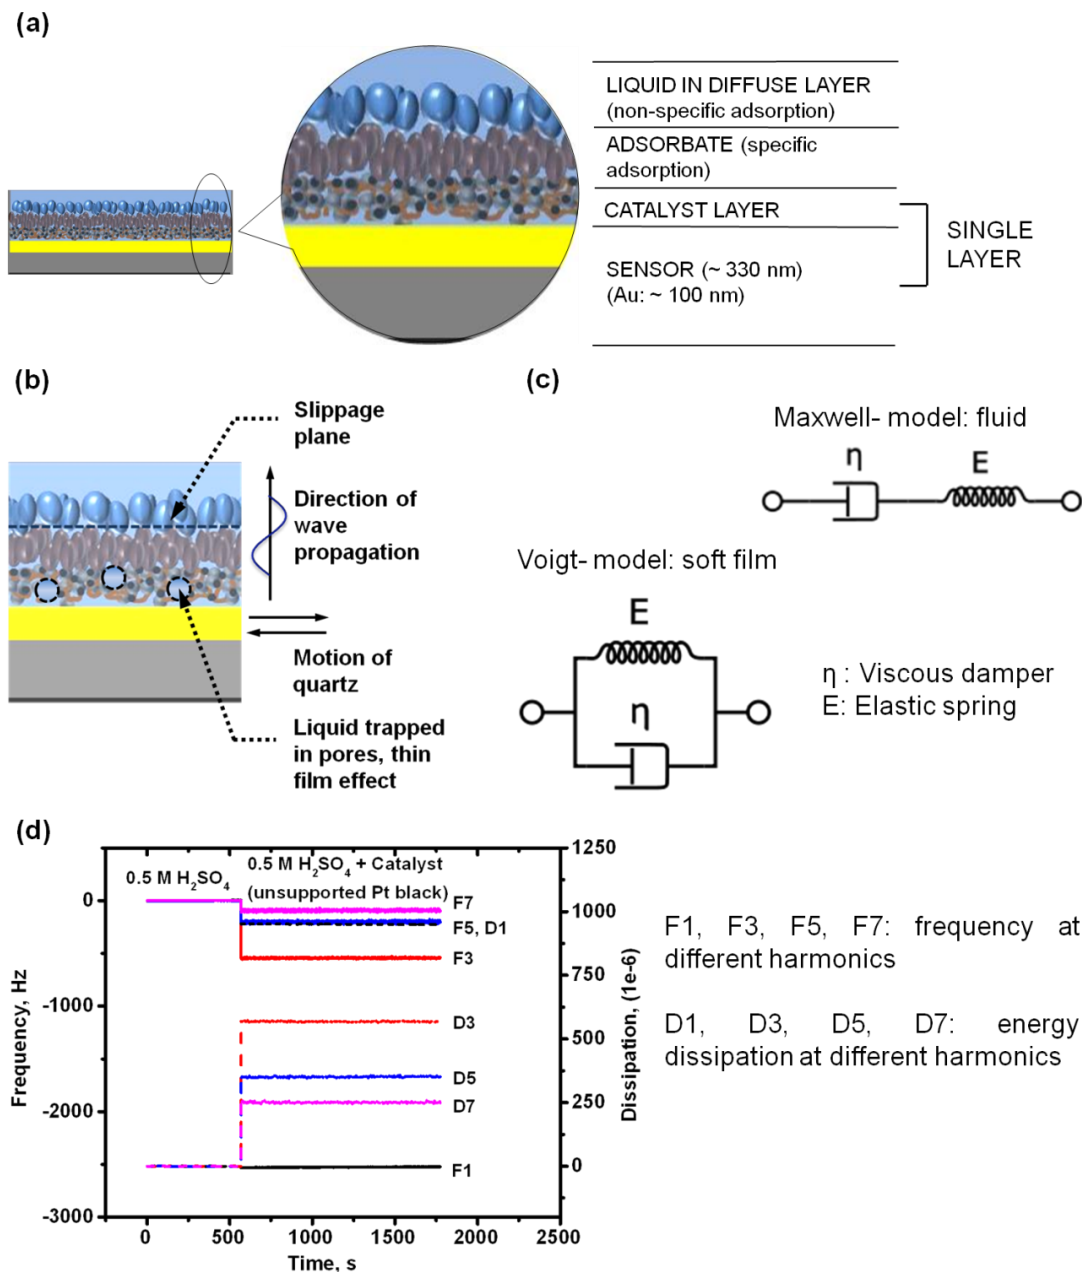 (a)
LIQUID IN DIFFUSE LAYER
(non-specific adsorption)
ADSORBATE (specific
adsorption)
CATALYST LAYER
SENSOR (~ 330 nm)
(Au: ~ 100 nm)
SINGLE
LAYER
(b)
Slippage
plane
Direction of
wave
propagation
Motion of
quartz
Liquid trapped
in pores, thin
film effect
(c)
Maxwell- model: fluid
η
E
Voigt- model: soft film
E
η
η : Viscous damper
E: Elastic spring
(d)
Frequency, Hz
0
-1000
-2000
-3000
0.5 M H₂SO₄
0.5 M H₂SO₄ + Catalyst
(unsupported Pt black)
F7
F5, D1
F3
D3
D5
D7
F1
1250
1000
750
500
250
0
Dissipation, (1e-6)
0
500
1000
1500
2000
2500
Time, s
F1, F3, F5, F7: frequency at
different harmonics
D1, D3, D5, D7: energy
dissipation at different harmonics